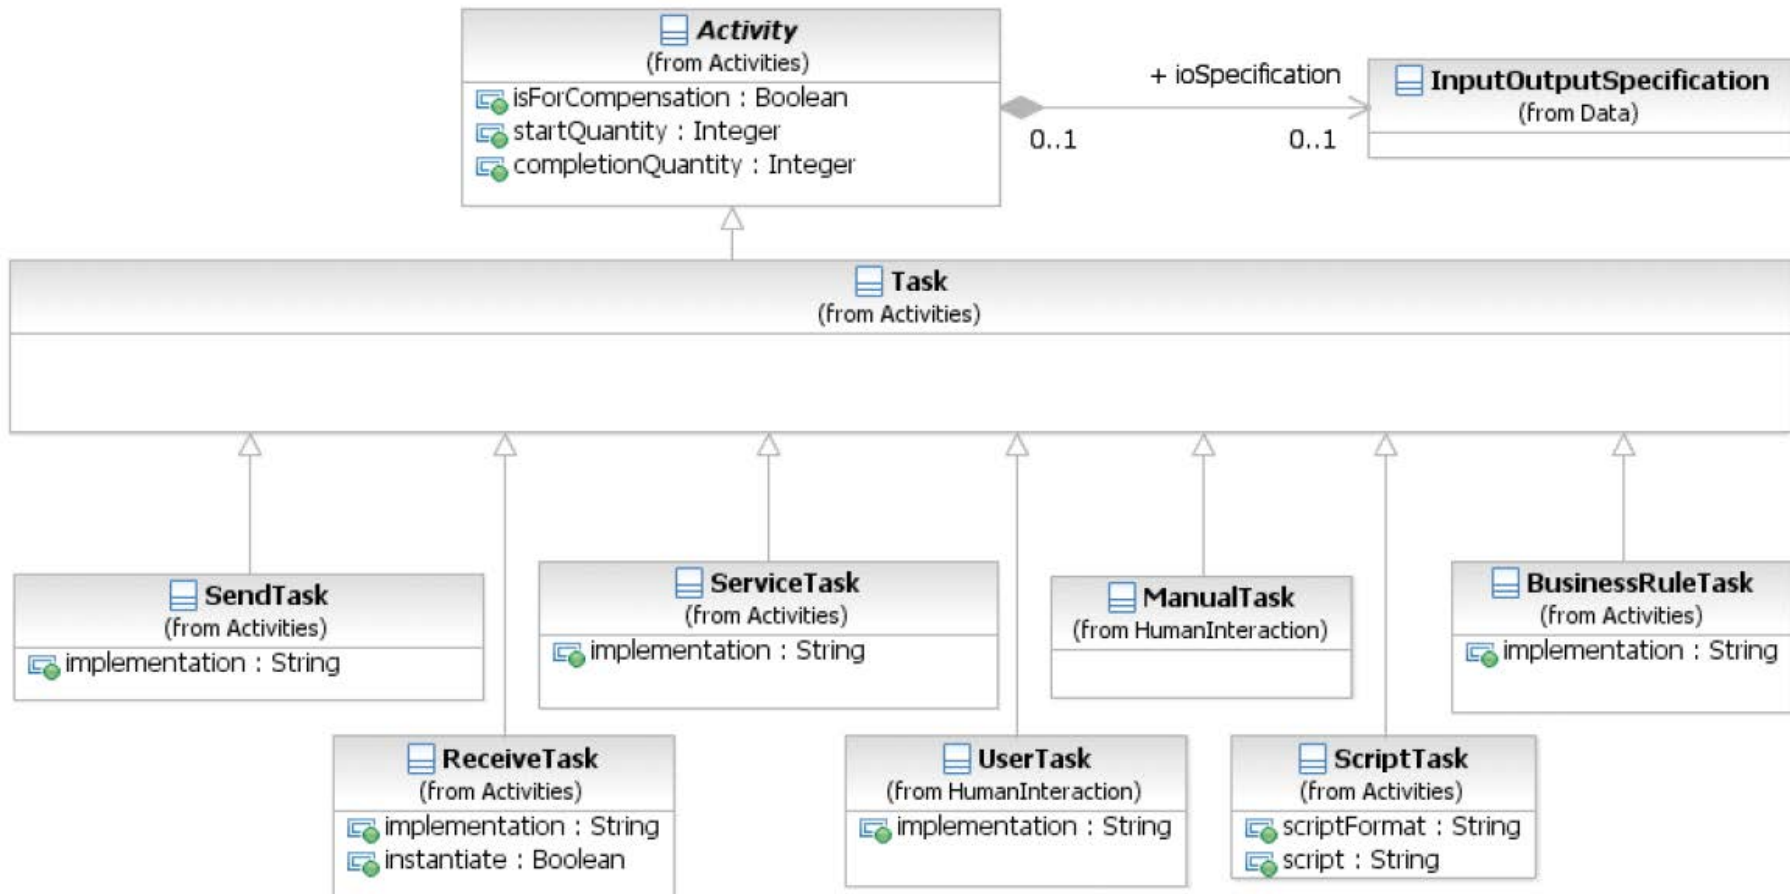 Activity
(from Activities)
isForCompensation : Boolean
startQuantity : Integer
completionQuantity : Integer
+ ioSpecification
0..1
0..1
InputOutputSpecification
(from Data)
Task
(from Activities)
SendTask
(from Activities)
implementation : String
ServiceTask
(from Activities)
implementation : String
ManualTask
(from HumanInteraction)
BusinessRuleTask
(from Activities)
implementation : String
ReceiveTask
(from Activities)
implementation : String
instantiate : Boolean
UserTask
(from HumanInteraction)
implementation : String
ScriptTask
(from Activities)
scriptFormat : String
script : String